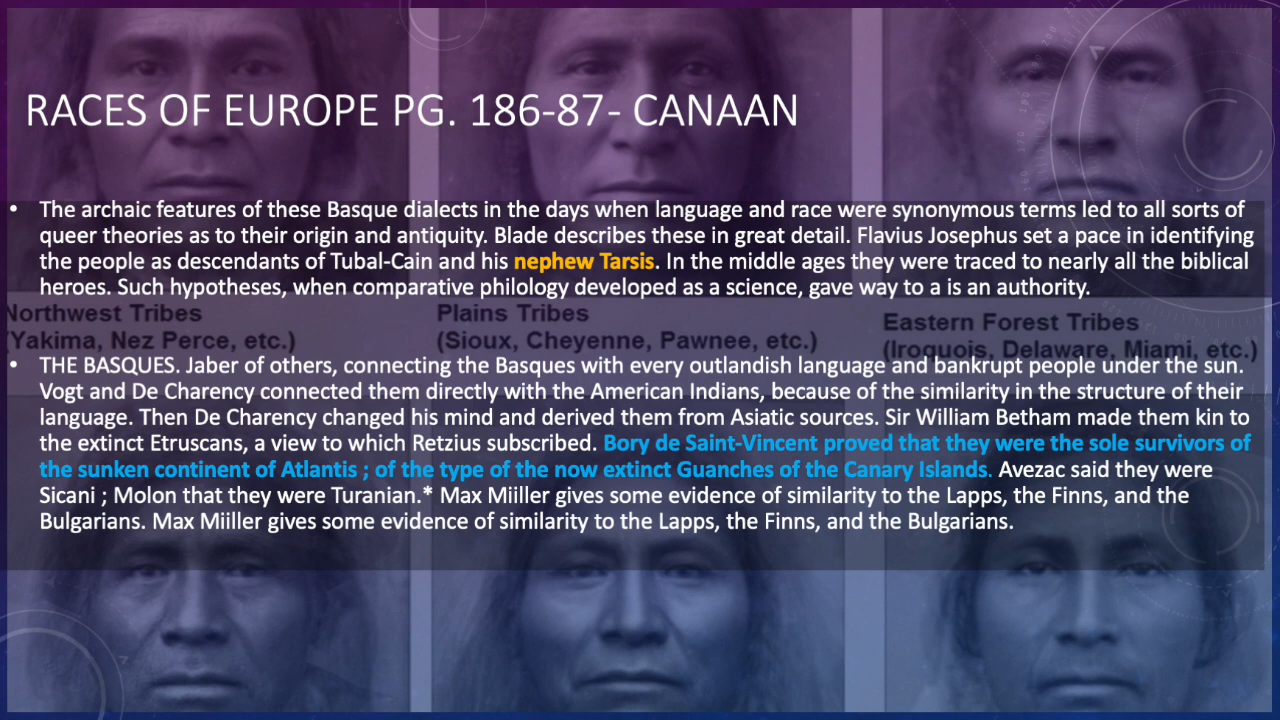 RACES OF EUROPE PG. 186-87- CANAAN
• The archaic features of these Basque dialects in the days when language and race were synonymous terms led to all sorts of
queer theories as to their origin and antiquity. Blade describes these in great detail. Flavius Josephus set a pace in identifying
the people as descendants of Tubal-Cain and his nephew Tarsis. In the middle ages they were traced to nearly all the biblical
heroes. Such hypotheses, when comparative philology developed as a science, gave way to a is an authority.
Northwest Tribes
(Yakima, Nez Perce, etc.)
Plains Tribes
(Sioux, Cheyenne, Pawnee, etc.)
Eastern Forest Tribes
(Iroquois, Delaware, Miami, etc.)
• THE BASQUES. Jaber of others, connecting the Basques with every outlandish language and bankrupt people under the sun.
Vogt and De Charency connected them directly with the American Indians, because of the similarity in the structure of their
language. Then De Charency changed his mind and derived them from Asiatic sources. Sir William Betham made them kin to
the extinct Etruscans, a view to which Retzius subscribed. Bory de Saint-Vincent proved that they were the sole survivors of
the sunken continent of Atlantis ; of the type of the now extinct Guanches of the Canary Islands. Avezac said they were
Sicani ; Molon that they were Turanian.* Max Miiller gives some evidence of similarity to the Lapps, the Finns, and the
Bulgarians. Max Miiller gives some evidence of similarity to the Lapps, the Finns, and the Bulgarians.